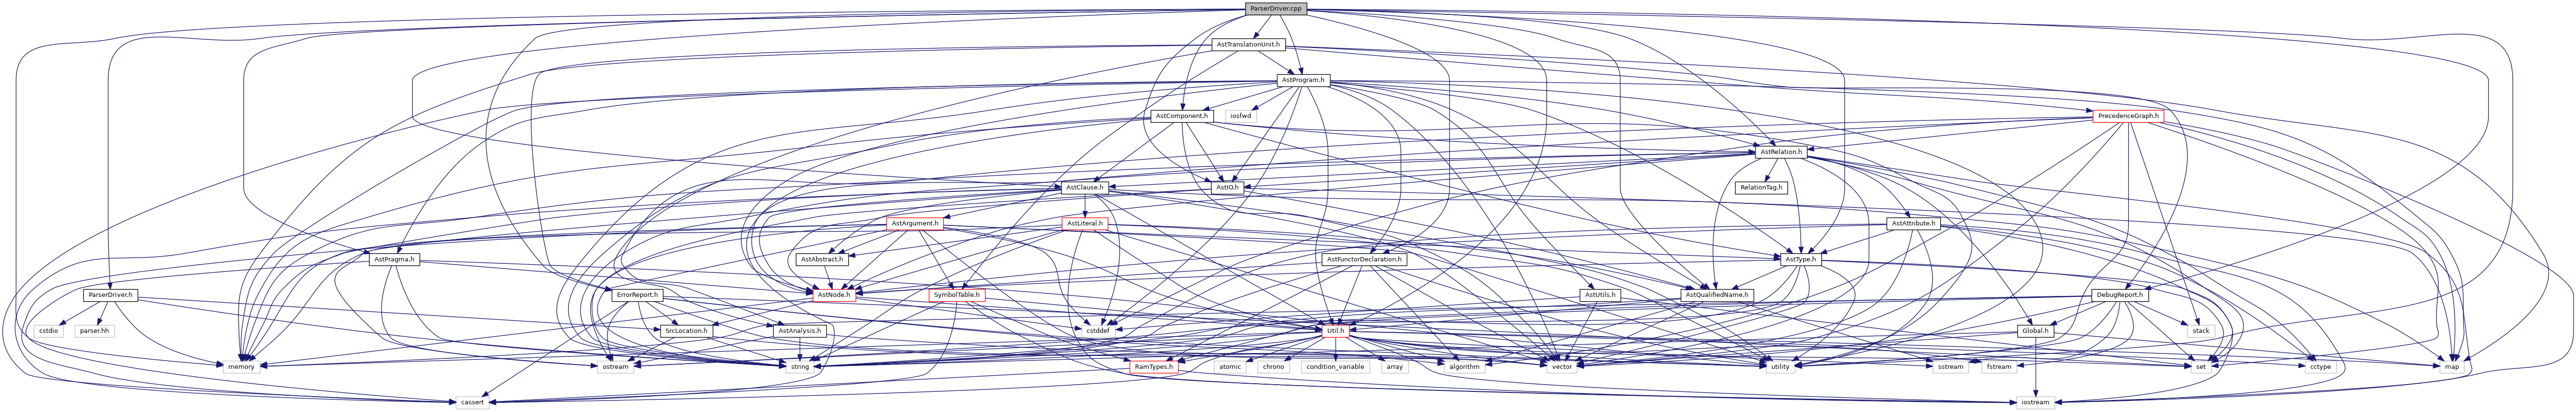 ParserDriver.cpp
AstTranslationUnit.h
AstProgram.h
AstComponent.h
iosfwd
PrecedenceGraph.h
AstRelation.h
AstClause.h
AstIO.h
RelationTag.h
AstArgument.h
AstLiteral.h
AstAttribute.h
AstPragma.h
AstAbstract.h
AstFunctorDeclaration.h
AstType.h
ParserDriver.h
ErrorReport.h
AstNode.h
SymbolTable.h
AstUtils.h
AstQualifiedName.h
DebugReport.h
cstdio
parser.hh
SrcLocation.h
AstAnalysis.h
cstddef
Util.h
Global.h
stack
memory
ostream
string
RamTypes.h
atomic
chrono
condition_variable
array
algorithm
vector
utility
sstream
fstream
set
cctype
map
cassert
iostream